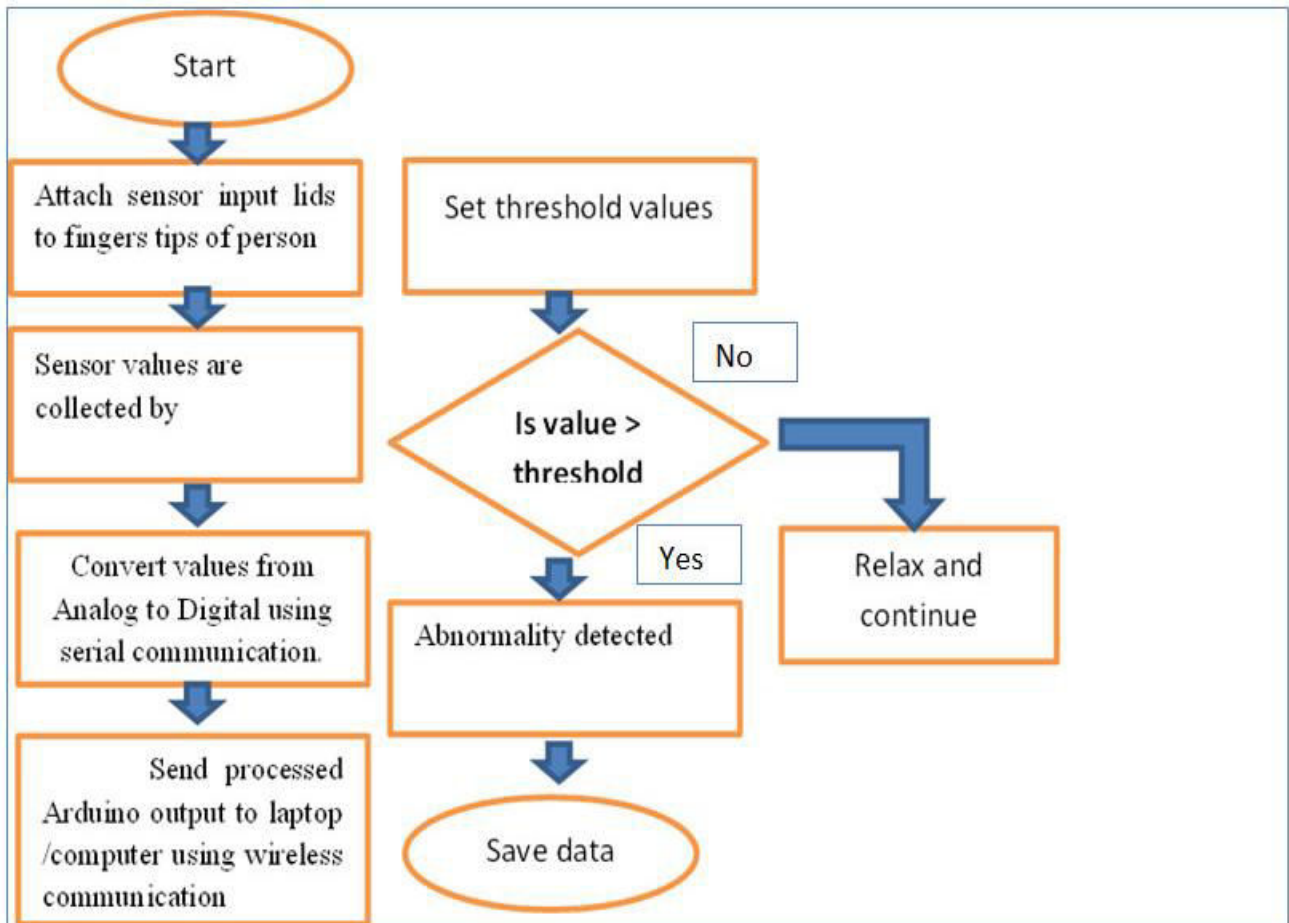 Start
Attach sensor input lids
to fingers tips of person
Sensor values are
collected by
Convert values from
Analog to Digital using
serial communication.
Send processed
Arduino output to laptop
/computer using wireless
communication
Set threshold values
Is value >
threshold
No
Yes
Relax and
continue
Abnormality detected
Save data